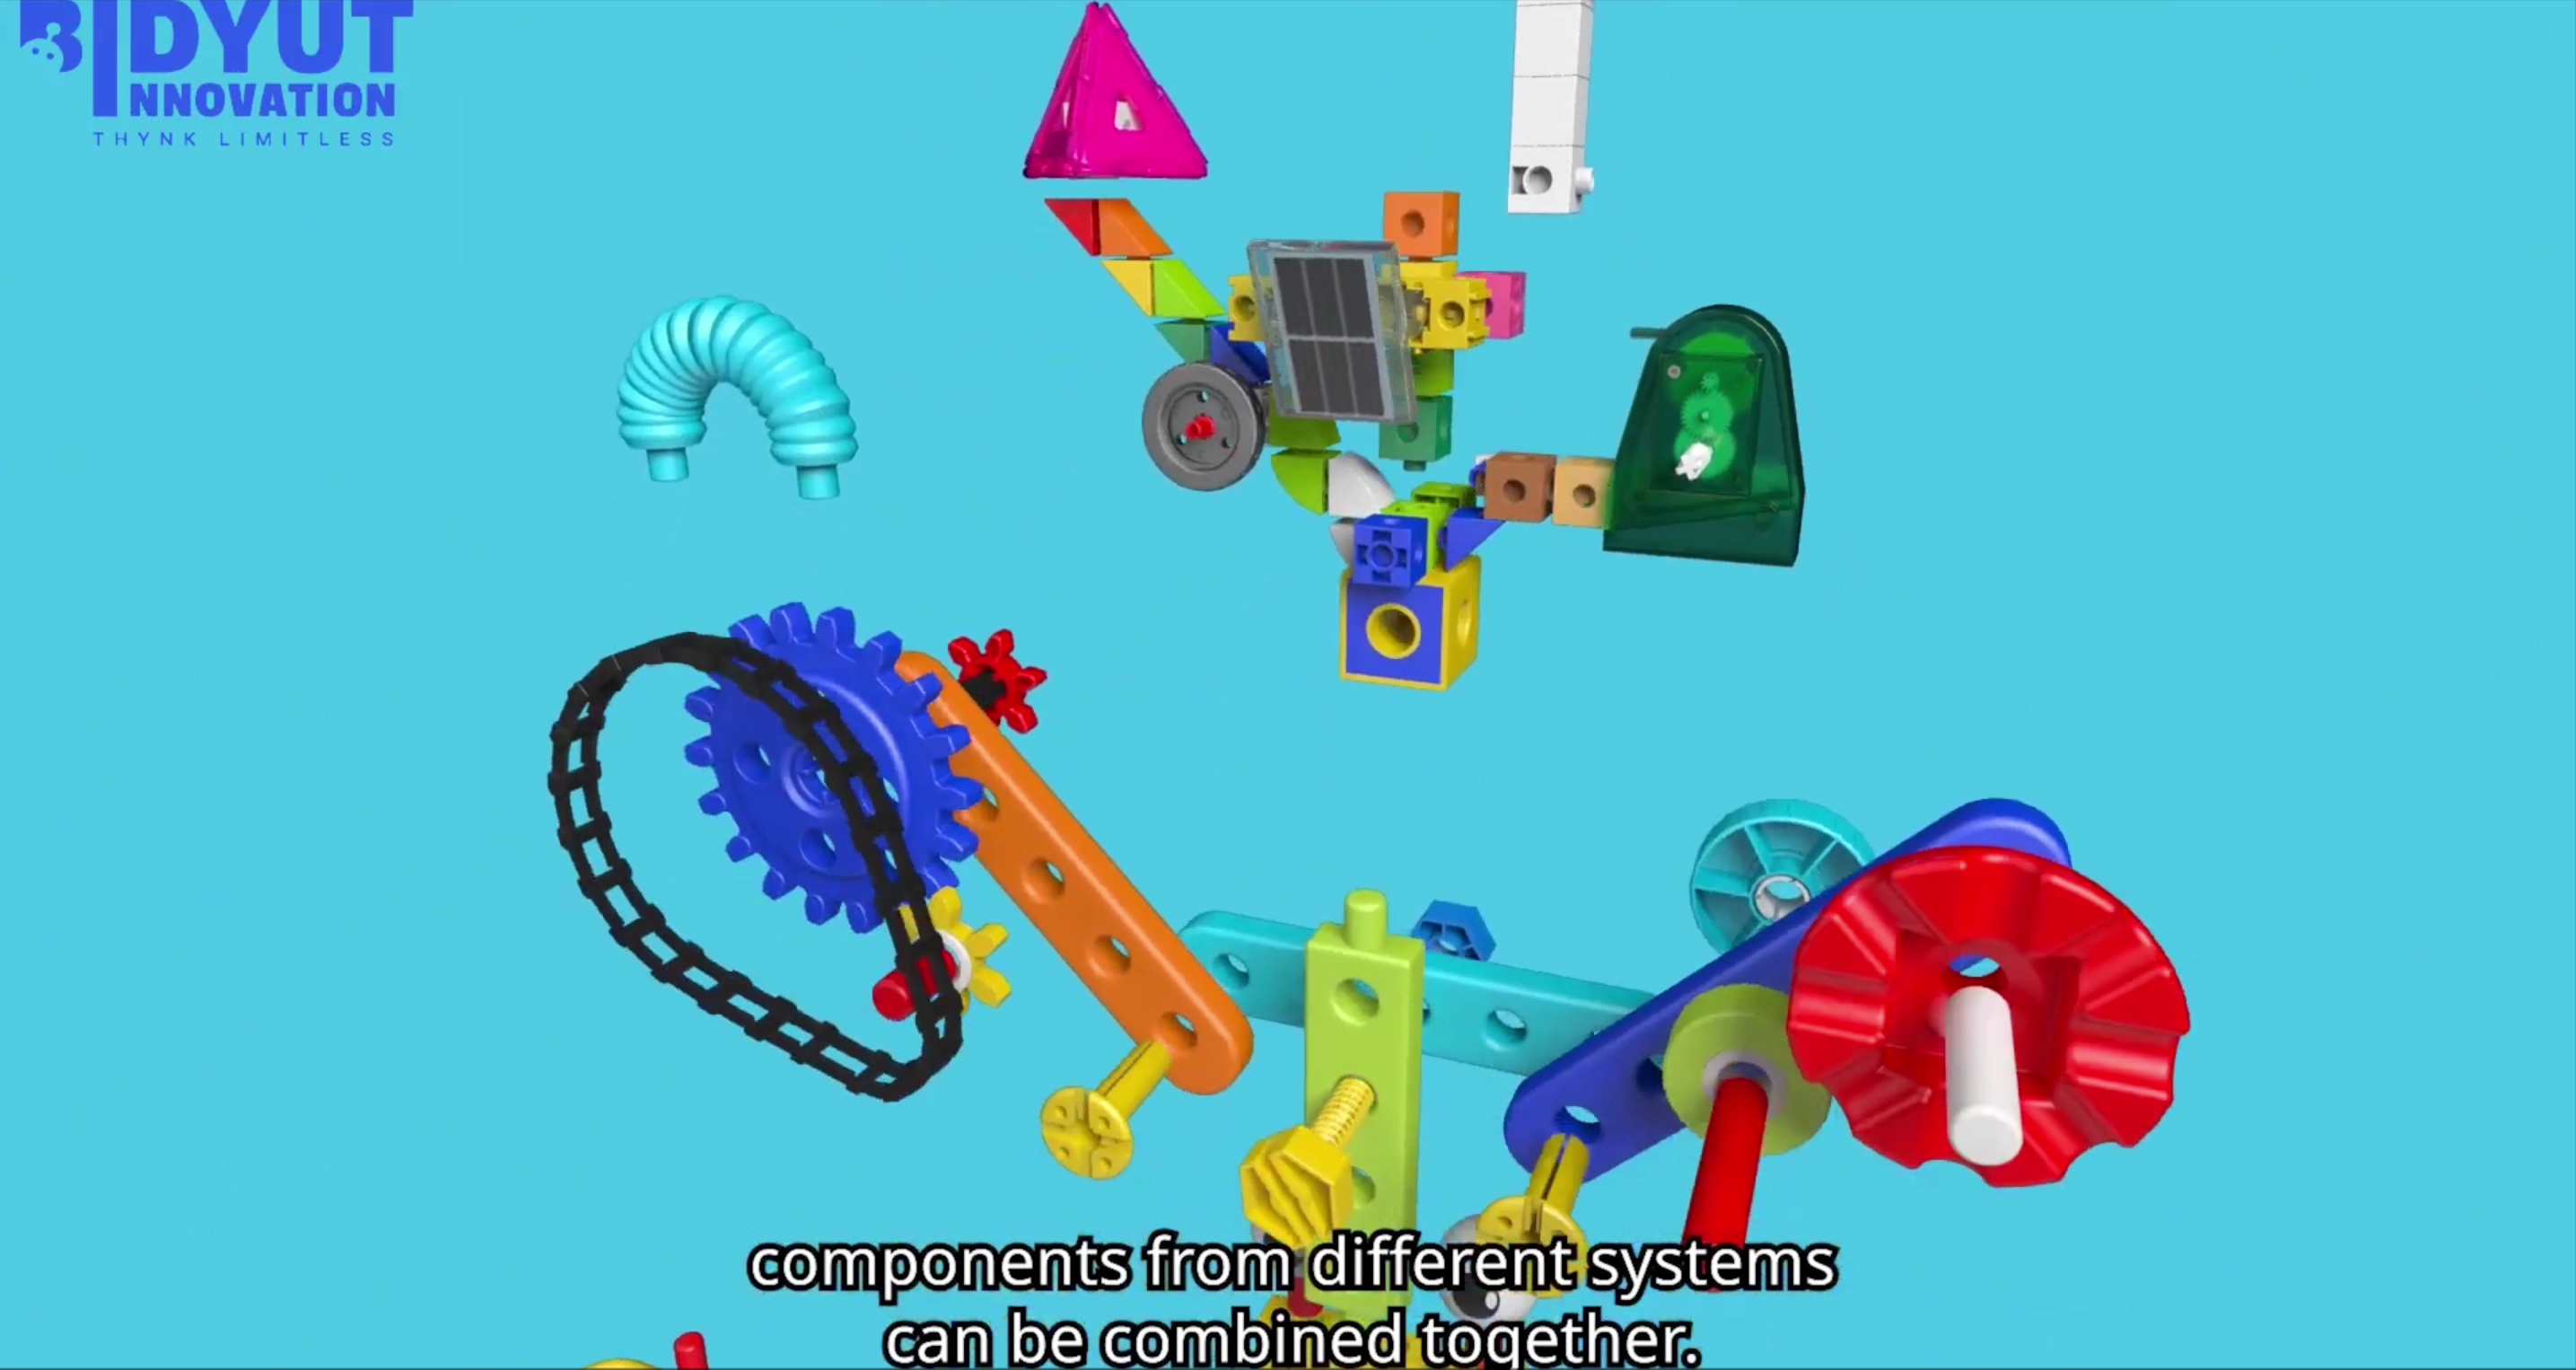 BIDYUT
INNOVATION
THYNK LIMITLESS
components from different systems
can be combined together.